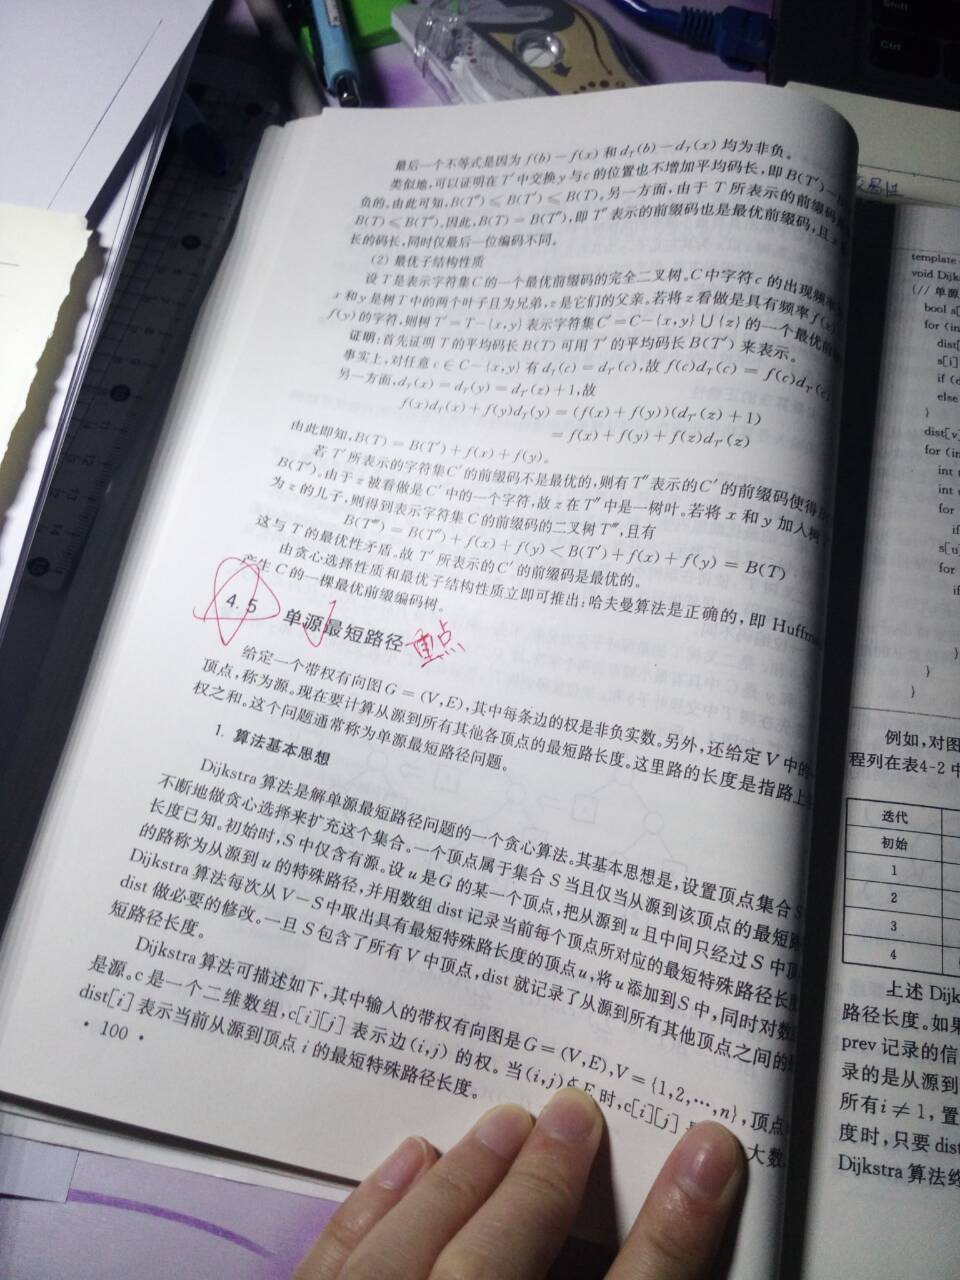 最后一个不等式是因为 f(b)-f(x) 和 d_T(b)-d_T(x) 均为非负。
类似地,可以证明在 T′中交换 y 与 c 的位置也不增加平均码长,即 B(T′)-
负的。由此可知,B(T″)⩽B(T′)⩽B(T)。另一方面,由于 T 所表示的前缀码
B(T)⩽B(T″)。因此,B(T)=B(T″),即 T″表示的前缀码也是最优前缀码,且
长的码长,同时仅最后一位编码不同。
(2) 最优子结构性质
设 T 是表示字符集 C 的一个最优前缀码的完全二叉树。C 中字符 c 的出现频率
x 和 y 是树 T 中的两个叶子且为兄弟,z 是它们的父亲。若将 z 看做是具有频率 f(z)
f(y)的字符,则树 T′=T-{x,y}表示字符集 C′=C-{x,y}∪{z}的一个最优前
证明:首先证明 T 的平均码长 B(T)可用 T′的平均码长 B(T′)来表示。
事实上,对任意 c∈C-{x,y}有 d_T(c)=d_T′(c),故 f(c)d_T(c)=f(c)d_T′(c)
另一方面,d_T(x)=d_T(y)=d_T′(z)+1,故
f(x)d_T(x)+f(y)d_T(y)=(f(x)+f(y))(d_T′(z)+1)
=f(x)+f(y)+f(z)d_T′(z)
由此即知,B(T)=B(T′)+f(x)+f(y)。
若 T′所表示的字符集 C′的前缀码不是最优的,则有 T″表示的 C′的前缀码使得
B(T′)。由于 z 被看做是 C′中的一个字符,故 z 在 T″中是一树叶。若将 x 和 y 加入树
为 z 的儿子,则得到表示字符集 C 的前缀码的二叉树 T‴,且有
B(T‴)=B(T″)+f(x)+f(y)<B(T′)+f(x)+f(y)=B(T)
这与 T 的最优性矛盾。故 T′所表示的 C′的前缀码是最优的。
由贪心选择性质和最优子结构性质立即可推出:哈夫曼算法是正确的,即 Huffman
产生 C 的一棵最优前缀编码树。
4.5 单源最短路径 重点
给定一个带权有向图 G=(V,E),其中每条边的权是非负实数。另外,还给定 V 中的一
顶点,称为源。现在要计算从源到所有其他各顶点的最短路长度。这里路的长度是指路上
权之和。这个问题通常称为单源最短路径问题。
1. 算法基本思想
Dijkstra 算法是解单源最短路径问题的一个贪心算法。其基本思想是,设置顶点集合 S
不断地做贪心选择来扩充这个集合。一个顶点属于集合 S 当且仅当从源到该顶点的最短路
长度已知。初始时,S 中仅含有源。设 u 是 G 的某一个顶点,把从源到 u 且中间只经过 S 中顶
的路称为从源到 u 的特殊路径,并用数组 dist 记录当前每个顶点所对应的最短特殊路径长
Dijkstra 算法每次从 V-S 中取出具有最短特殊路长度的顶点 u,将 u 添加到 S 中,同时对数
dist 做必要的修改。一旦 S 包含了所有 V 中顶点,dist 就记录了从源到所有其他顶点之间的
短路径长度。
Dijkstra 算法可描述如下,其中输入的带权有向图是 G=(V,E),V={1,2,…,n},顶点
是源。c 是一个二维数组,c[i][j]表示边(i,j)的权。当(i,j)∉E 时,c[i][j] 大数
dist[i]表示当前从源到顶点 i 的最短特殊路径长度。
· 100 ·
template
void Dijk
{// 单源
bool s[
for (in
dist[
s[i]
if (d
else
}
dist[v]
for (in
int
int
for
if
s[u]
for
if
}
}
}
例如,对图
程列在表4-2中
迭代
初始
1
2
3
4
上述 Dijk
路径长度。如果
prev 记录的信
录的是从源到
所有 i≠1,置
度时,只要 dist
Dijkstra 算法终
Shift
Ctrl